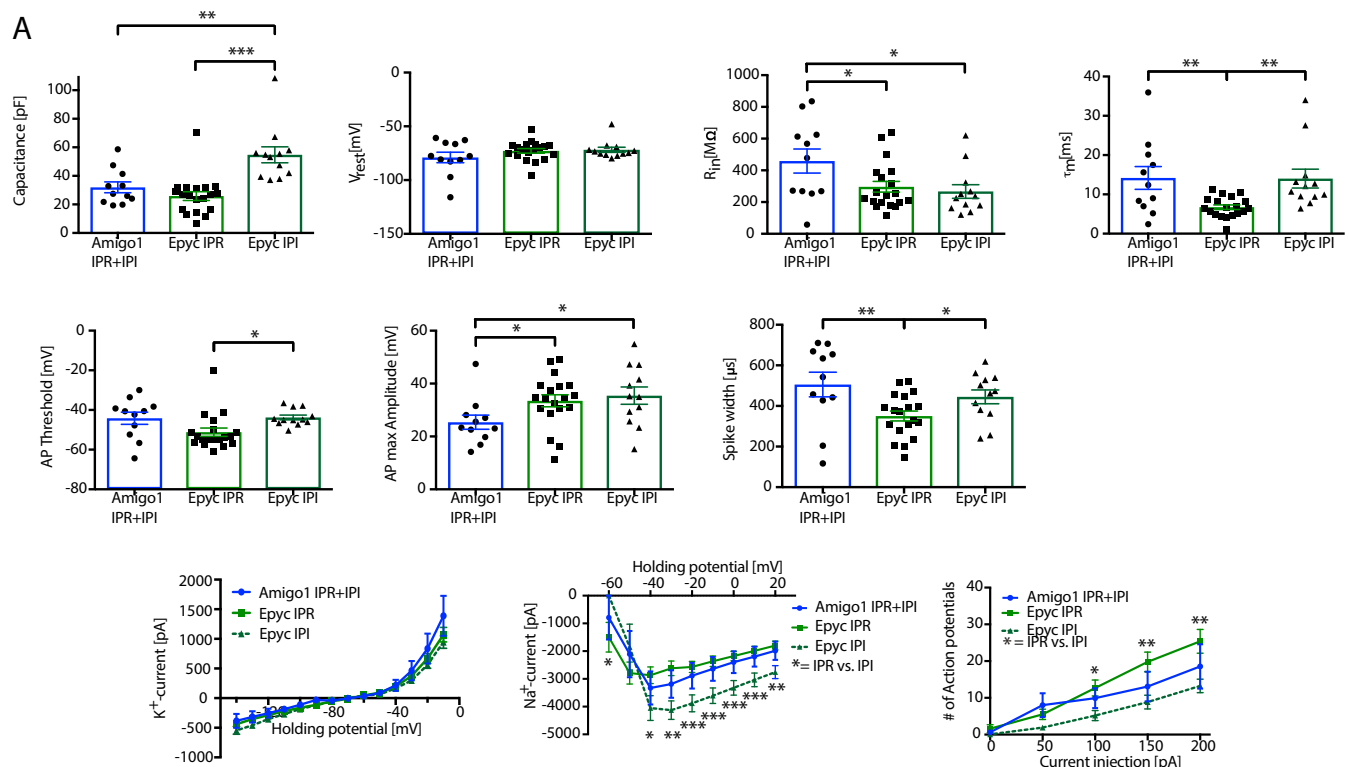 A
**
***
Capacitance [pF]
100
80
60
40
20
0
Amigo1
IPR+IPI
Epyc IPR
Epyc IPI
Vrest[mV]
0
-50
-100
-150
Amigo1
IPR+IPI
Epyc IPR
Epyc IPI
*
*
Rin[MΩ]
1000
800
600
400
200
0
Amigo1
IPR+IPI
Epyc IPR
Epyc IPI
**
**
τm[ms]
40
30
20
10
0
Amigo1
IPR+IPI
Epyc IPR
Epyc IPI
*
AP Threshold [mV]
0
-20
-40
-60
-80
Amigo1
IPR+IPI
Epyc IPR
Epyc IPI
*
*
AP max Amplitude [mV]
60
40
20
0
Amigo1
IPR+IPI
Epyc IPR
Epyc IPI
**
*
Spike width [µs]
800
600
400
200
0
Amigo1
IPR+IPI
Epyc IPR
Epyc IPI
K+-current [pA]
2000
1500
1000
500
0
-500
-1000
Amigo1 IPR+IPI
Epyc IPR
Epyc IPI
-120
-80
-40
0
Holding potential [mV]
Holding potential [mV]
-60
-40
-20
0
20
Na+-current [pA]
0
-1000
-2000
-3000
-4000
-5000
Amigo1 IPR+IPI
Epyc IPR
Epyc IPI
*= IPR vs. IPI
*
*
**
***
***
***
***
**
# of Action potentials
40
30
20
10
0
Amigo1 IPR+IPI
Epyc IPR
Epyc IPI
* = IPR vs. IPI
*
**
**
0
50
100
150
200
Current injection [pA]